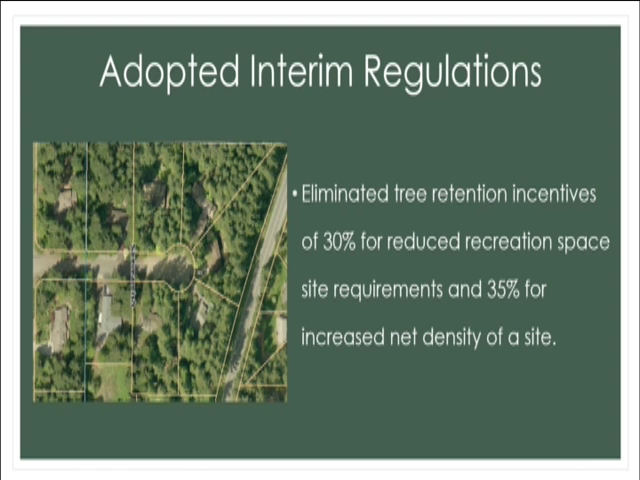 Adopted Interim Regulations
• Eliminated tree retention incentives
of 30% for reduced recreation space
site requirements and 35% for
increased net density of a site.